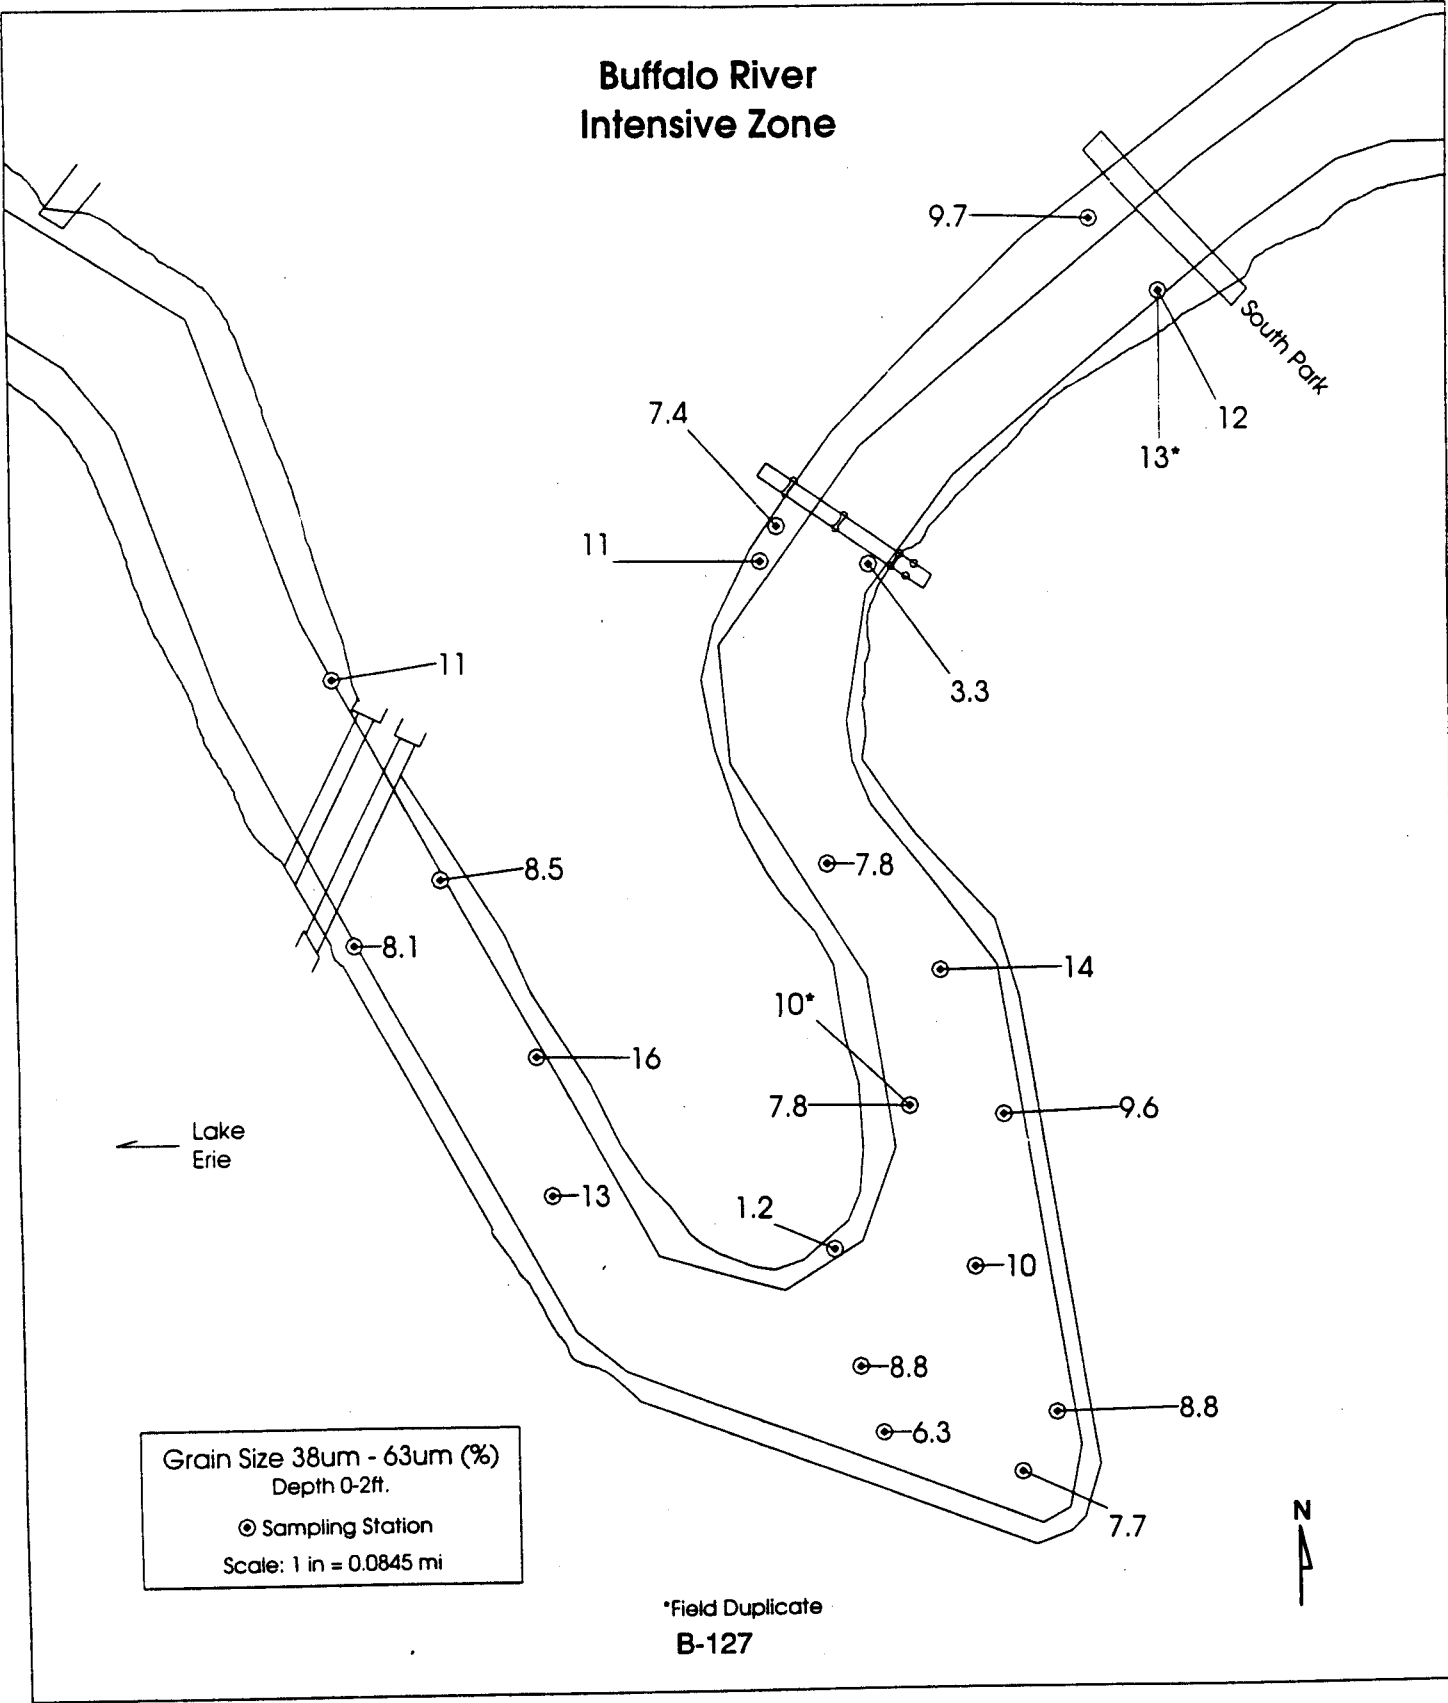 Buffalo River
Intensive Zone
9.7
South Park
7.4
12
13*
11
3.3
11
7.8
8.5
8.1
14
10*
16
7.8
9.6
Lake
Erie
13
1.2
10
8.8
8.8
6.3
7.7
Grain Size 38um - 63um (%)
Depth 0-2ft.
Sampling Station
Scale: 1 in = 0.0845 mi
N
*Field Duplicate
B-127